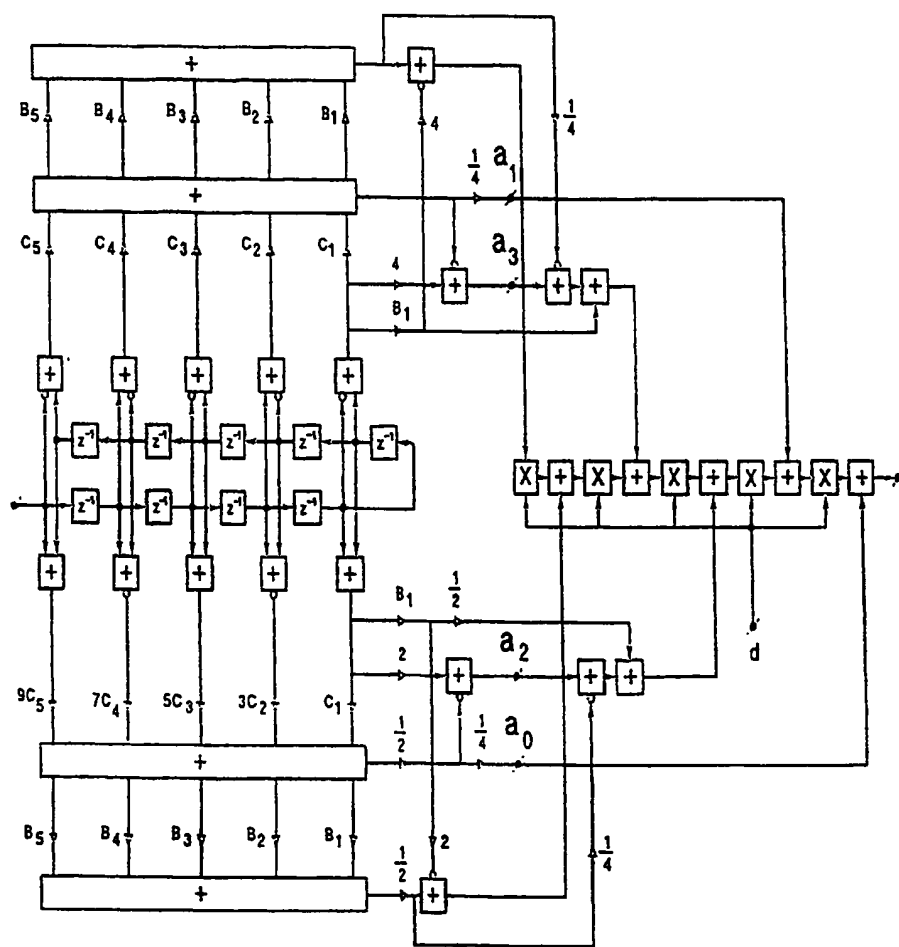 +
+
B₅ B₄ B₃ B₂ B₁ 4 1/4
+ 1/4 a₁
C₅ C₄ C₃ C₂ C₁ a₃
4 + + +
B₁
+ + + + +
z⁻¹ z⁻¹ z⁻¹ z⁻¹ z⁻¹
X + X + X + X + X +
z⁻¹ z⁻¹ z⁻¹ z⁻¹
+ + + + +
B₁ 1/2
d
2 + a₂ + +
9C₅ 7C₄ 5C₃ 3C₂ C₁
+ 1/2 1/4 a₀
B₅ B₄ B₃ B₂ B₁ 2 1/4
+ 1/2 +